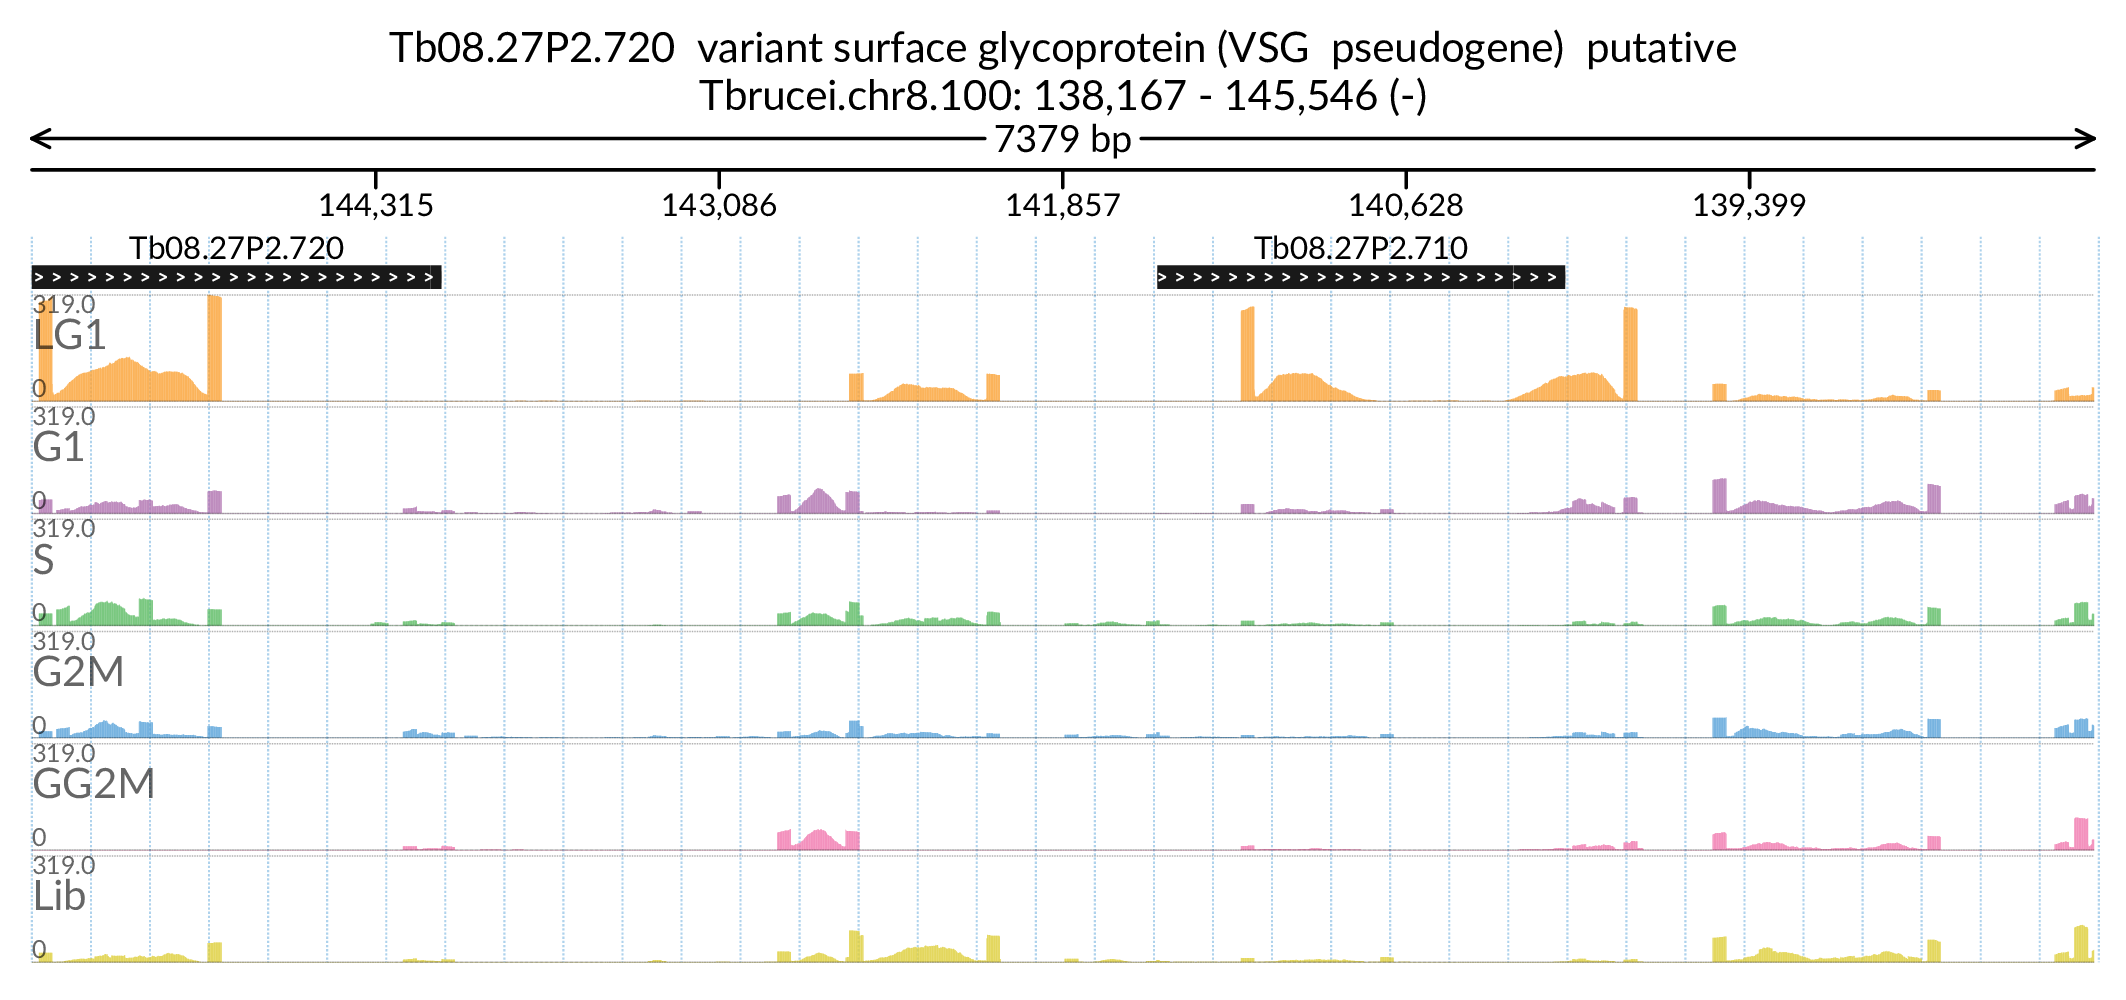 Tb08.27P2.720 variant surface glycoprotein (VSG pseudogene) putative
Tbrucei.chr8.100: 138,167 - 145,546 (-)
7379 bp
144,315 143,086 141,857 140,628 139,399
Tb08.27P2.720 Tb08.27P2.710
319.0
LG1
0
319.0
G1
0
319.0
S
0
319.0
G2M
0
319.0
GG2M
0
319.0
Lib
0